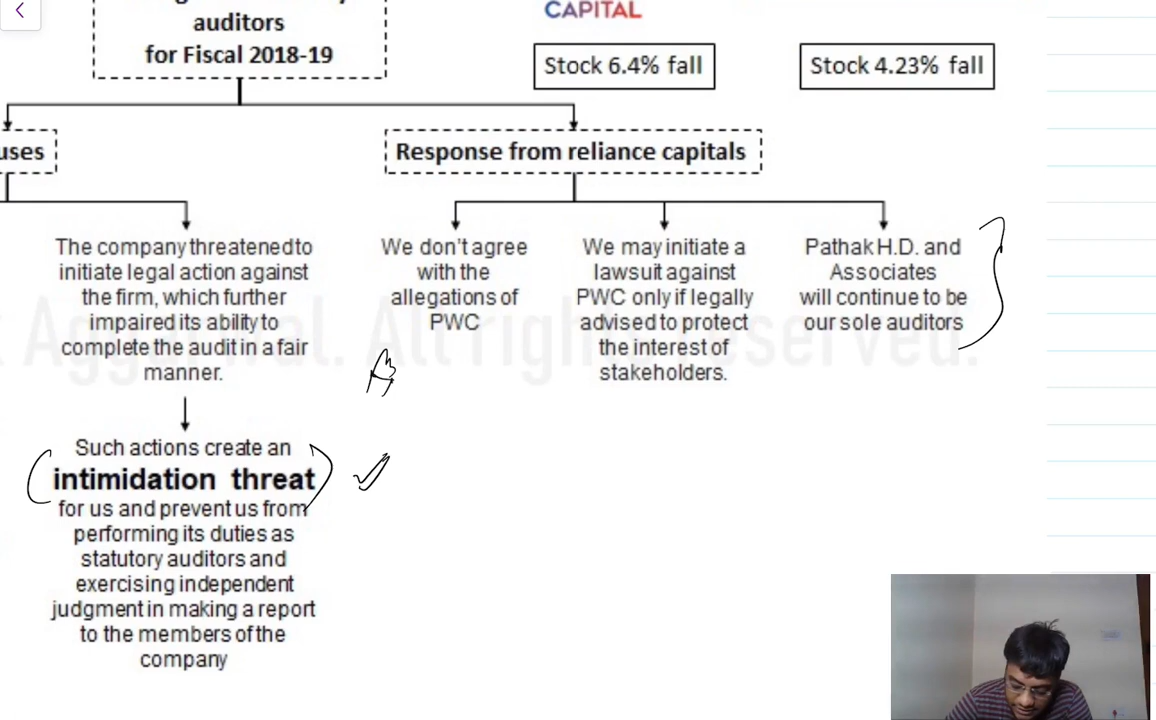 CAPITAL
auditors
for Fiscal 2018-19
Stock 6.4% fall
Stock 4.23% fall
uses
Response from reliance capitals
The company threatened to
initiate legal action against
the firm, which further
impaired its ability to
complete the audit in a fair
manner.
Such actions create an
intimidation threat
for us and prevent us from
performing its duties as
statutory auditors and
exercising independent
judgment in making a report
to the members of the
company
We don't agree
with the
allegations of
PWC
We may initiate a
lawsuit against
PWC only if legally
advised to protect
the interest of
stakeholders.
Pathak H.D. and
Associates
will continue to be
our sole auditors
Aggarwal. All rights reserved.